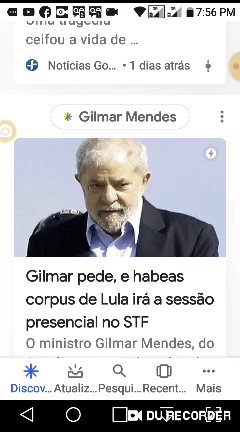 7:56 PM
Uma tragédia
ceifou a vida de ...
Noticias Go... • 1 dias atrás
Gilmar Mendes
Gilmar pede, e habeas
corpus de Lula irá a sessão
presencial no STF
O ministro Gilmar Mendes, do
Discov... Atualiz... Pesqui... Recent... Mais
DU RECORDER